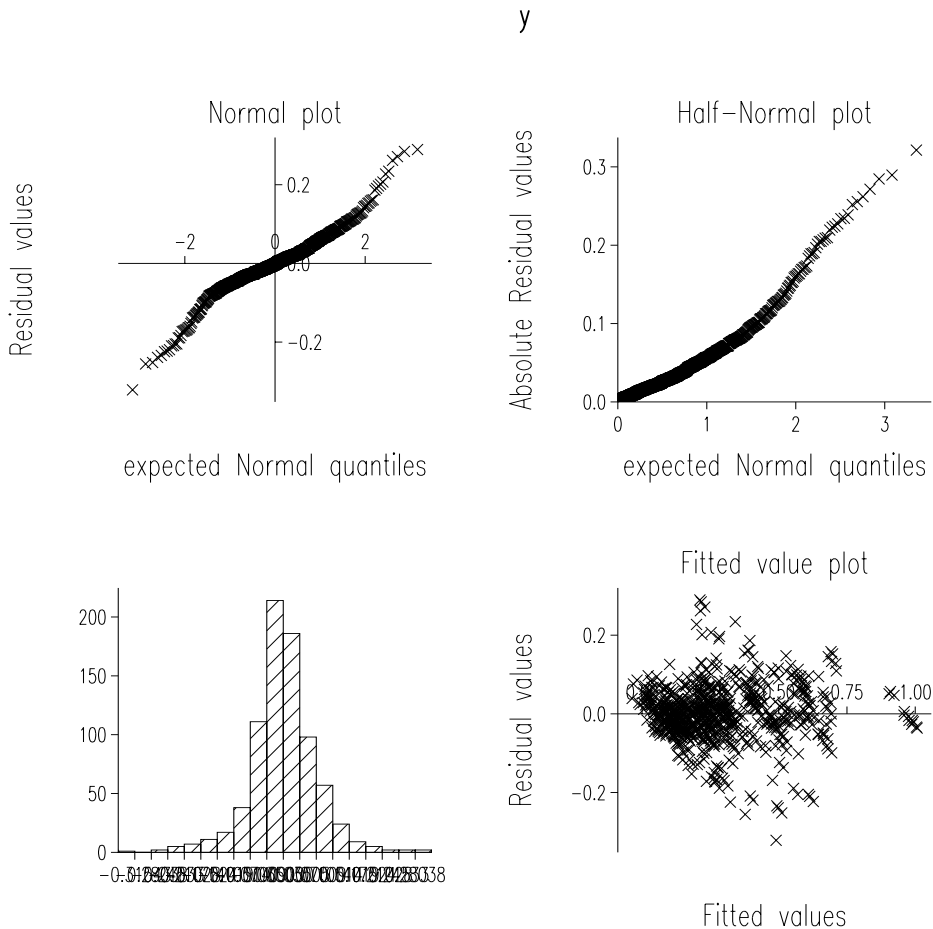 y
Normal plot
Residual values
0.2
−2 0 2
0.0
−0.2
expected Normal quantiles
Half−Normal plot
Absolute Residual values
0.3
0.2
0.1
0.0
0 1 2 3
expected Normal quantiles
200
150
100
50
0
Fitted value plot
Residual values
0.2
0.75 1.00
0.0
−0.2
Fitted values